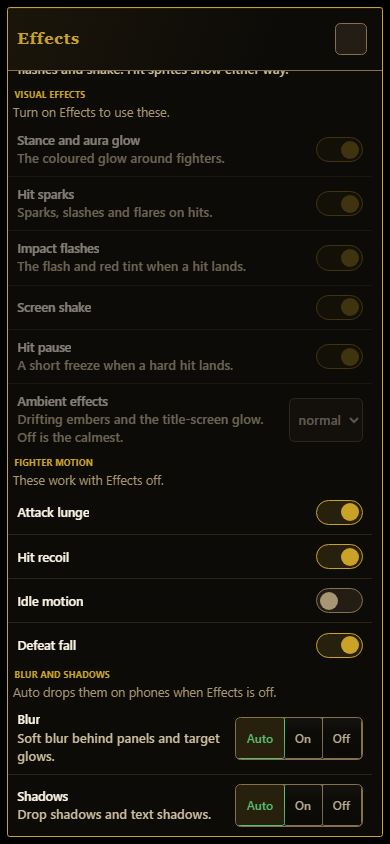 Effects
flashes and shake. Hit sprites show either way.
VISUAL EFFECTS
Turn on Effects to use these.
Stance and aura glow
The coloured glow around fighters.
Hit sparks
Sparks, slashes and flares on hits.
Impact flashes
The flash and red tint when a hit lands.
Screen shake
Hit pause
A short freeze when a hard hit lands.
Ambient effects
Drifting embers and the title-screen glow.
Off is the calmest.
normal
FIGHTER MOTION
These work with Effects off.
Attack lunge
Hit recoil
Idle motion
Defeat fall
BLUR AND SHADOWS
Auto drops them on phones when Effects is off.
Blur
Soft blur behind panels and target
glows.
Auto On Off
Shadows
Drop shadows and text shadows.
Auto On Off